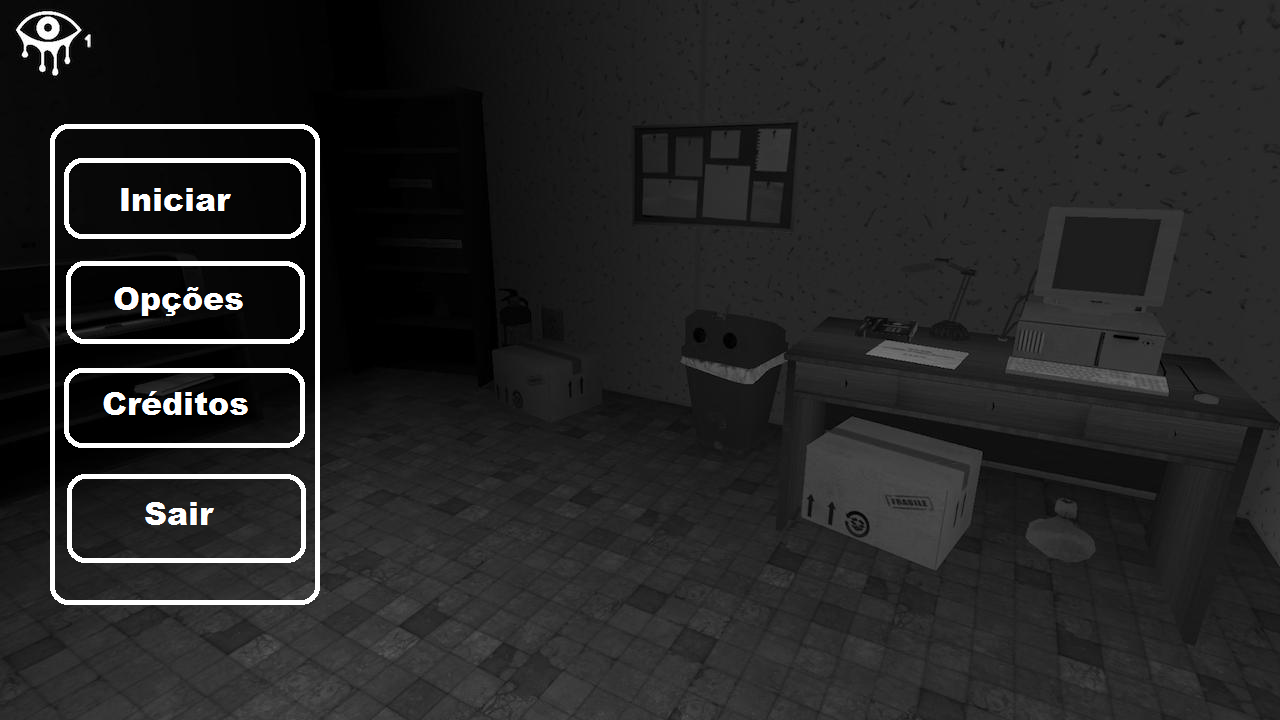 1
Iniciar
Opções
Créditos
Sair
FRAGILE